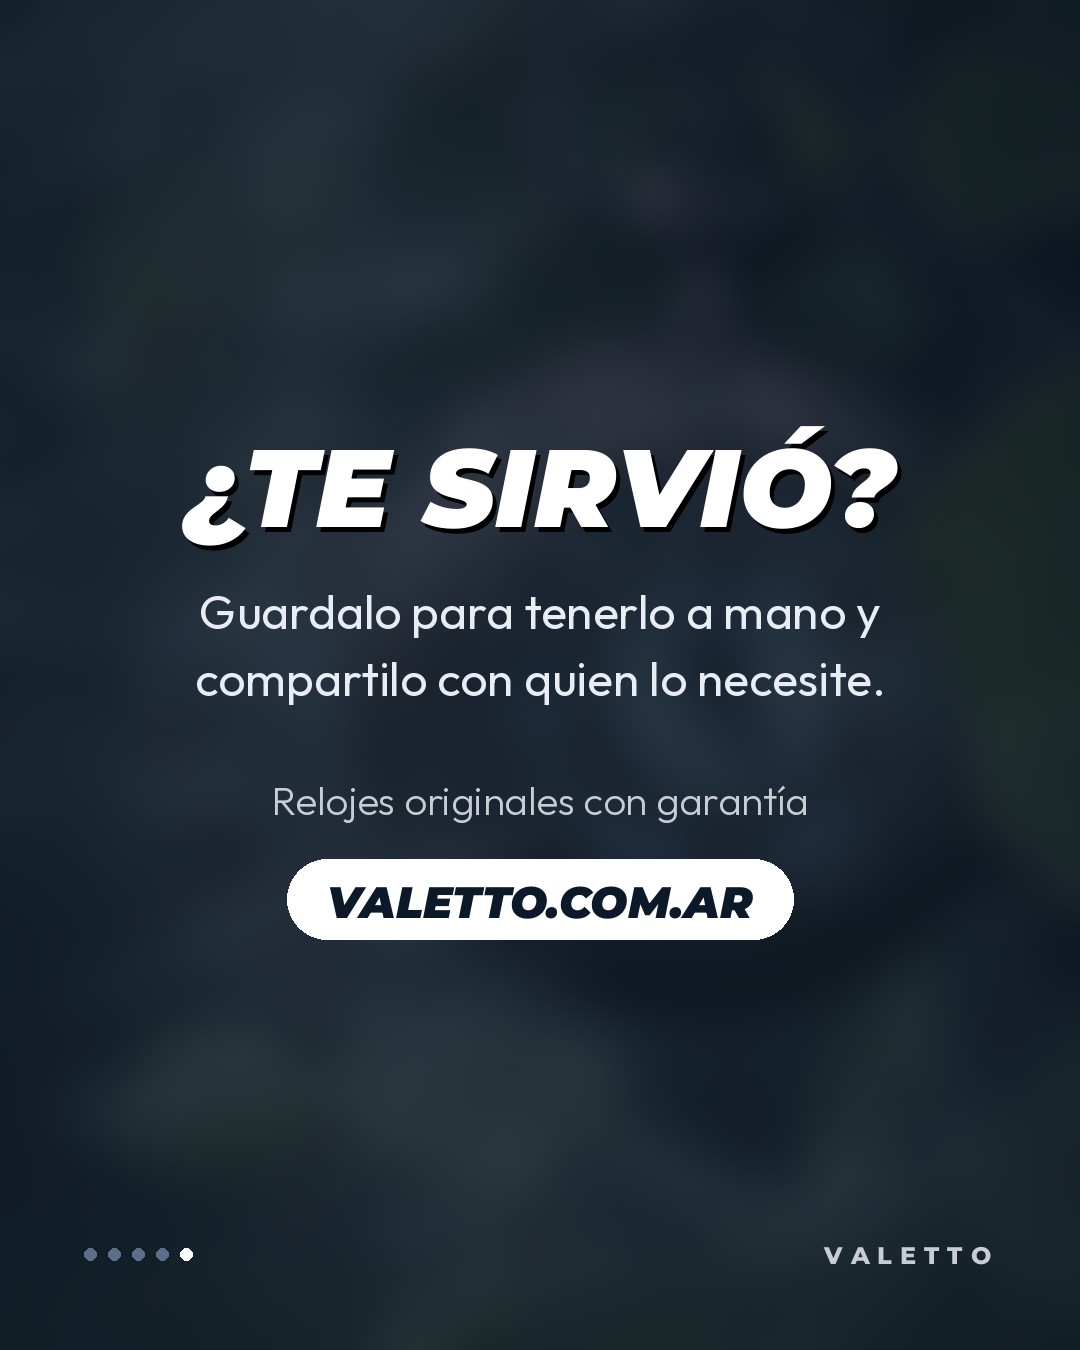 ¿TE SIRVIÓ?
Guardalo para tenerlo a mano y
compartilo con quien lo necesite.
Relojes originales con garantía
VALETTO.COM.AR
VALETTO